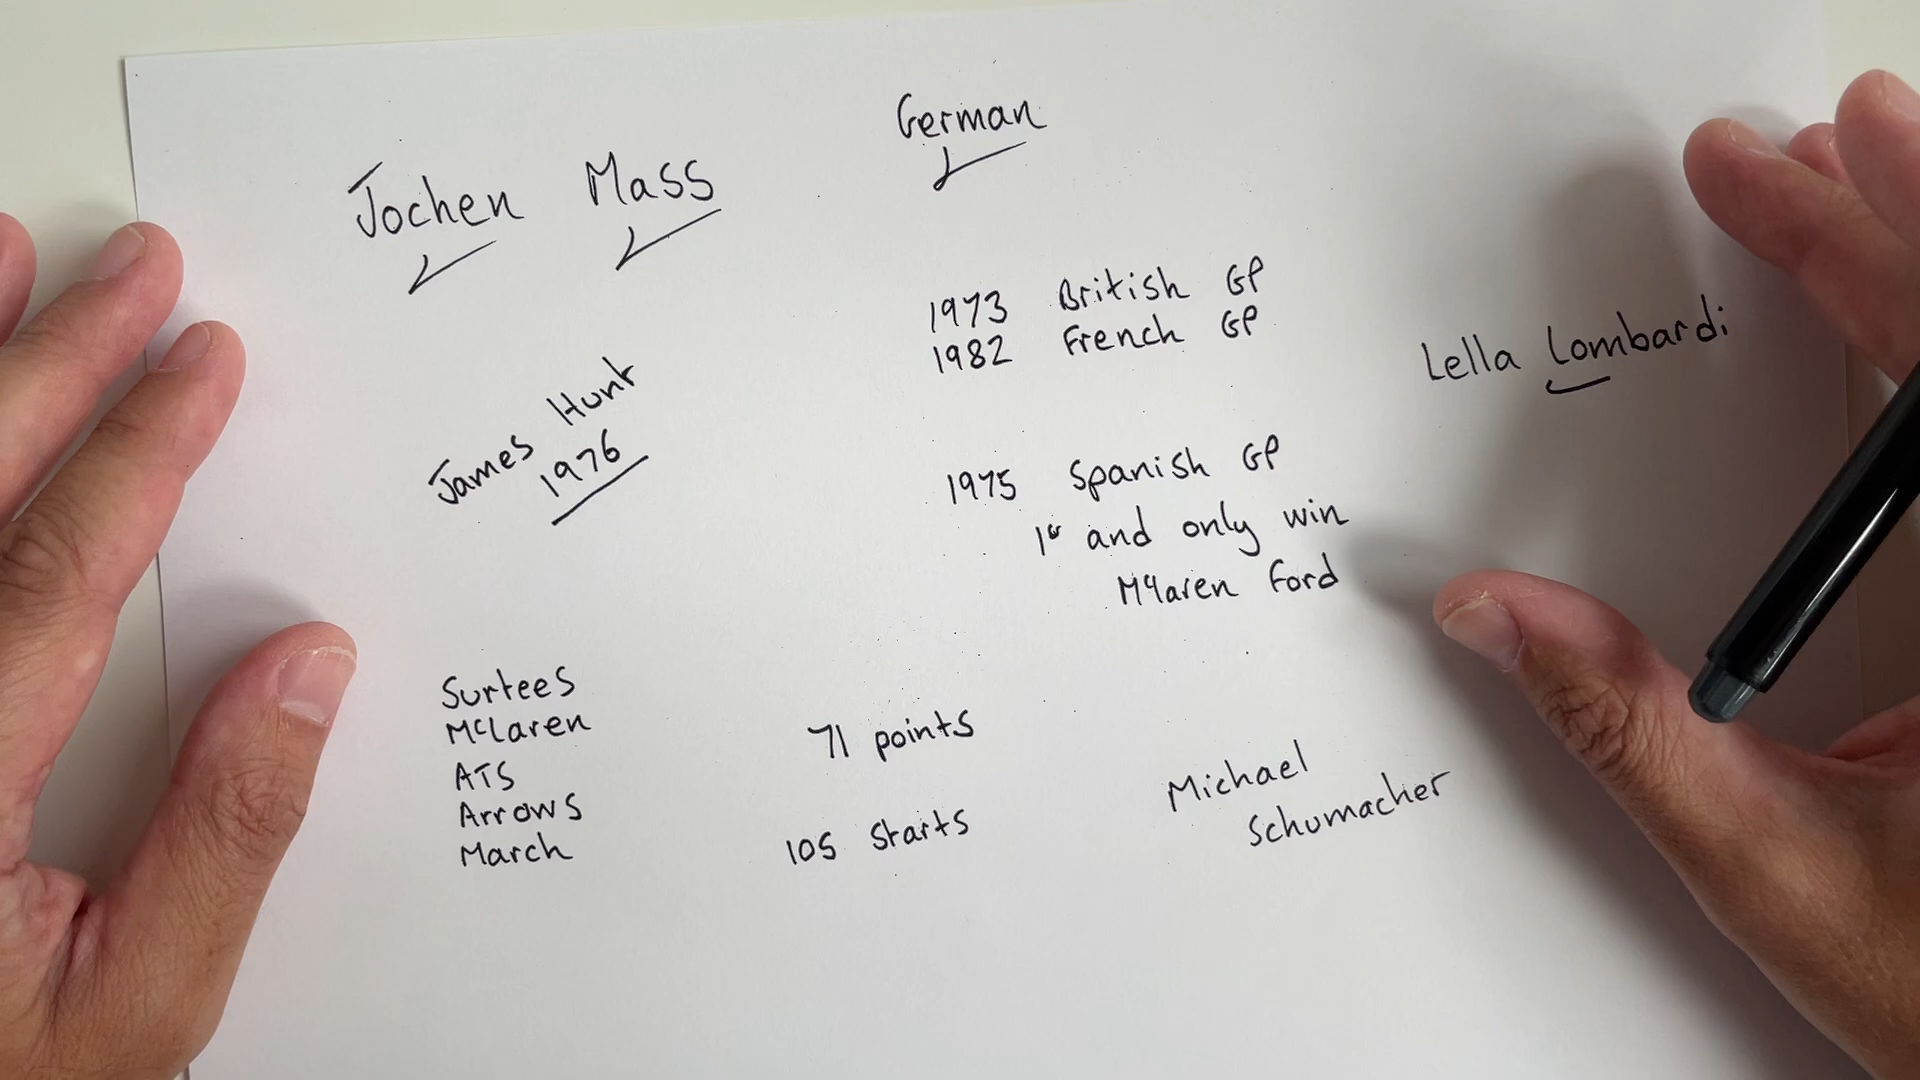 German
Jochen Mass
1973 British GP
1982 French GP
Lella Lombardi
James Hunt
1976
1975 Spanish GP
1st and only win
McLaren Ford
Surtees
McLaren
ATS
Arrows
March
71 points
105 starts
Michael
Schumacher